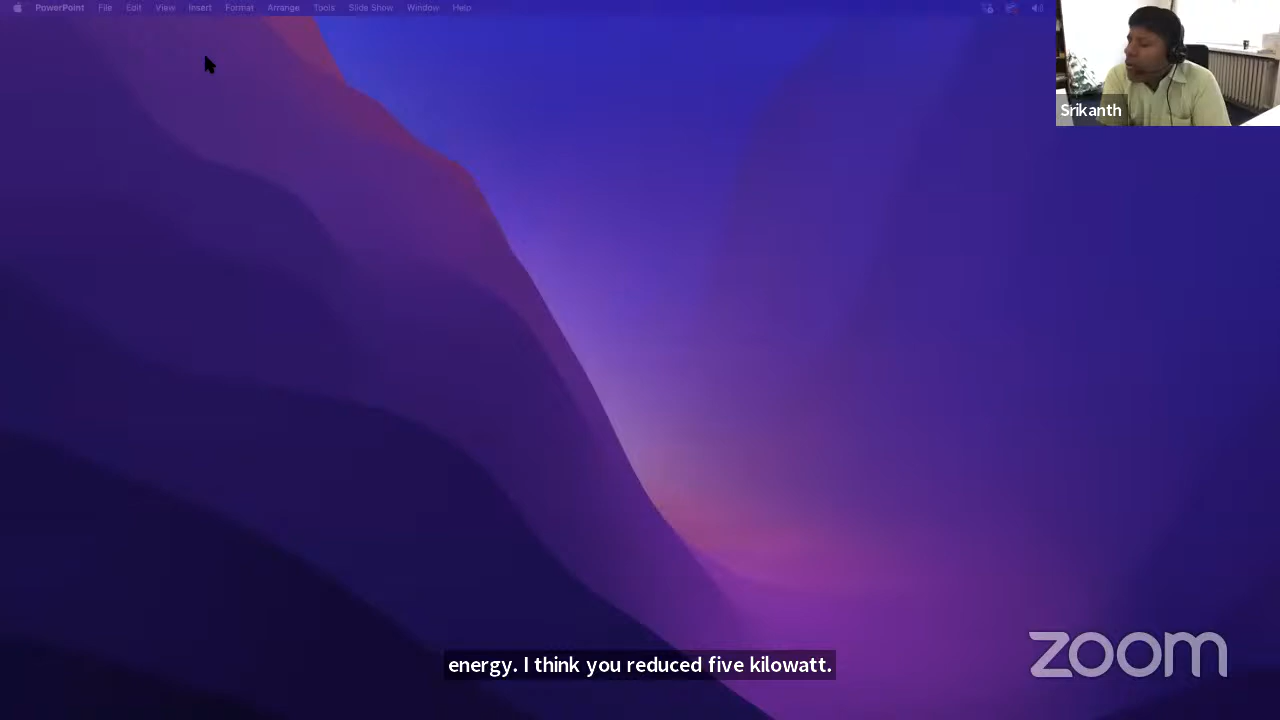 PowerPoint File Edit View Insert Format Arrange Tools Slide Show Window Help
Srikanth
energy. I think you reduced five kilowatt.
zoom